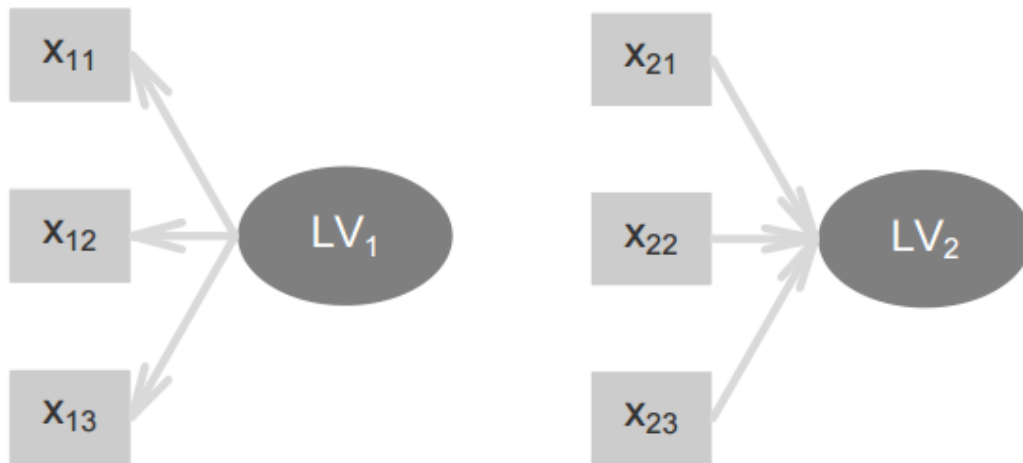 x₁₁
x₁₂
x₁₃
LV₁
x₂₁
x₂₂
x₂₃
LV₂